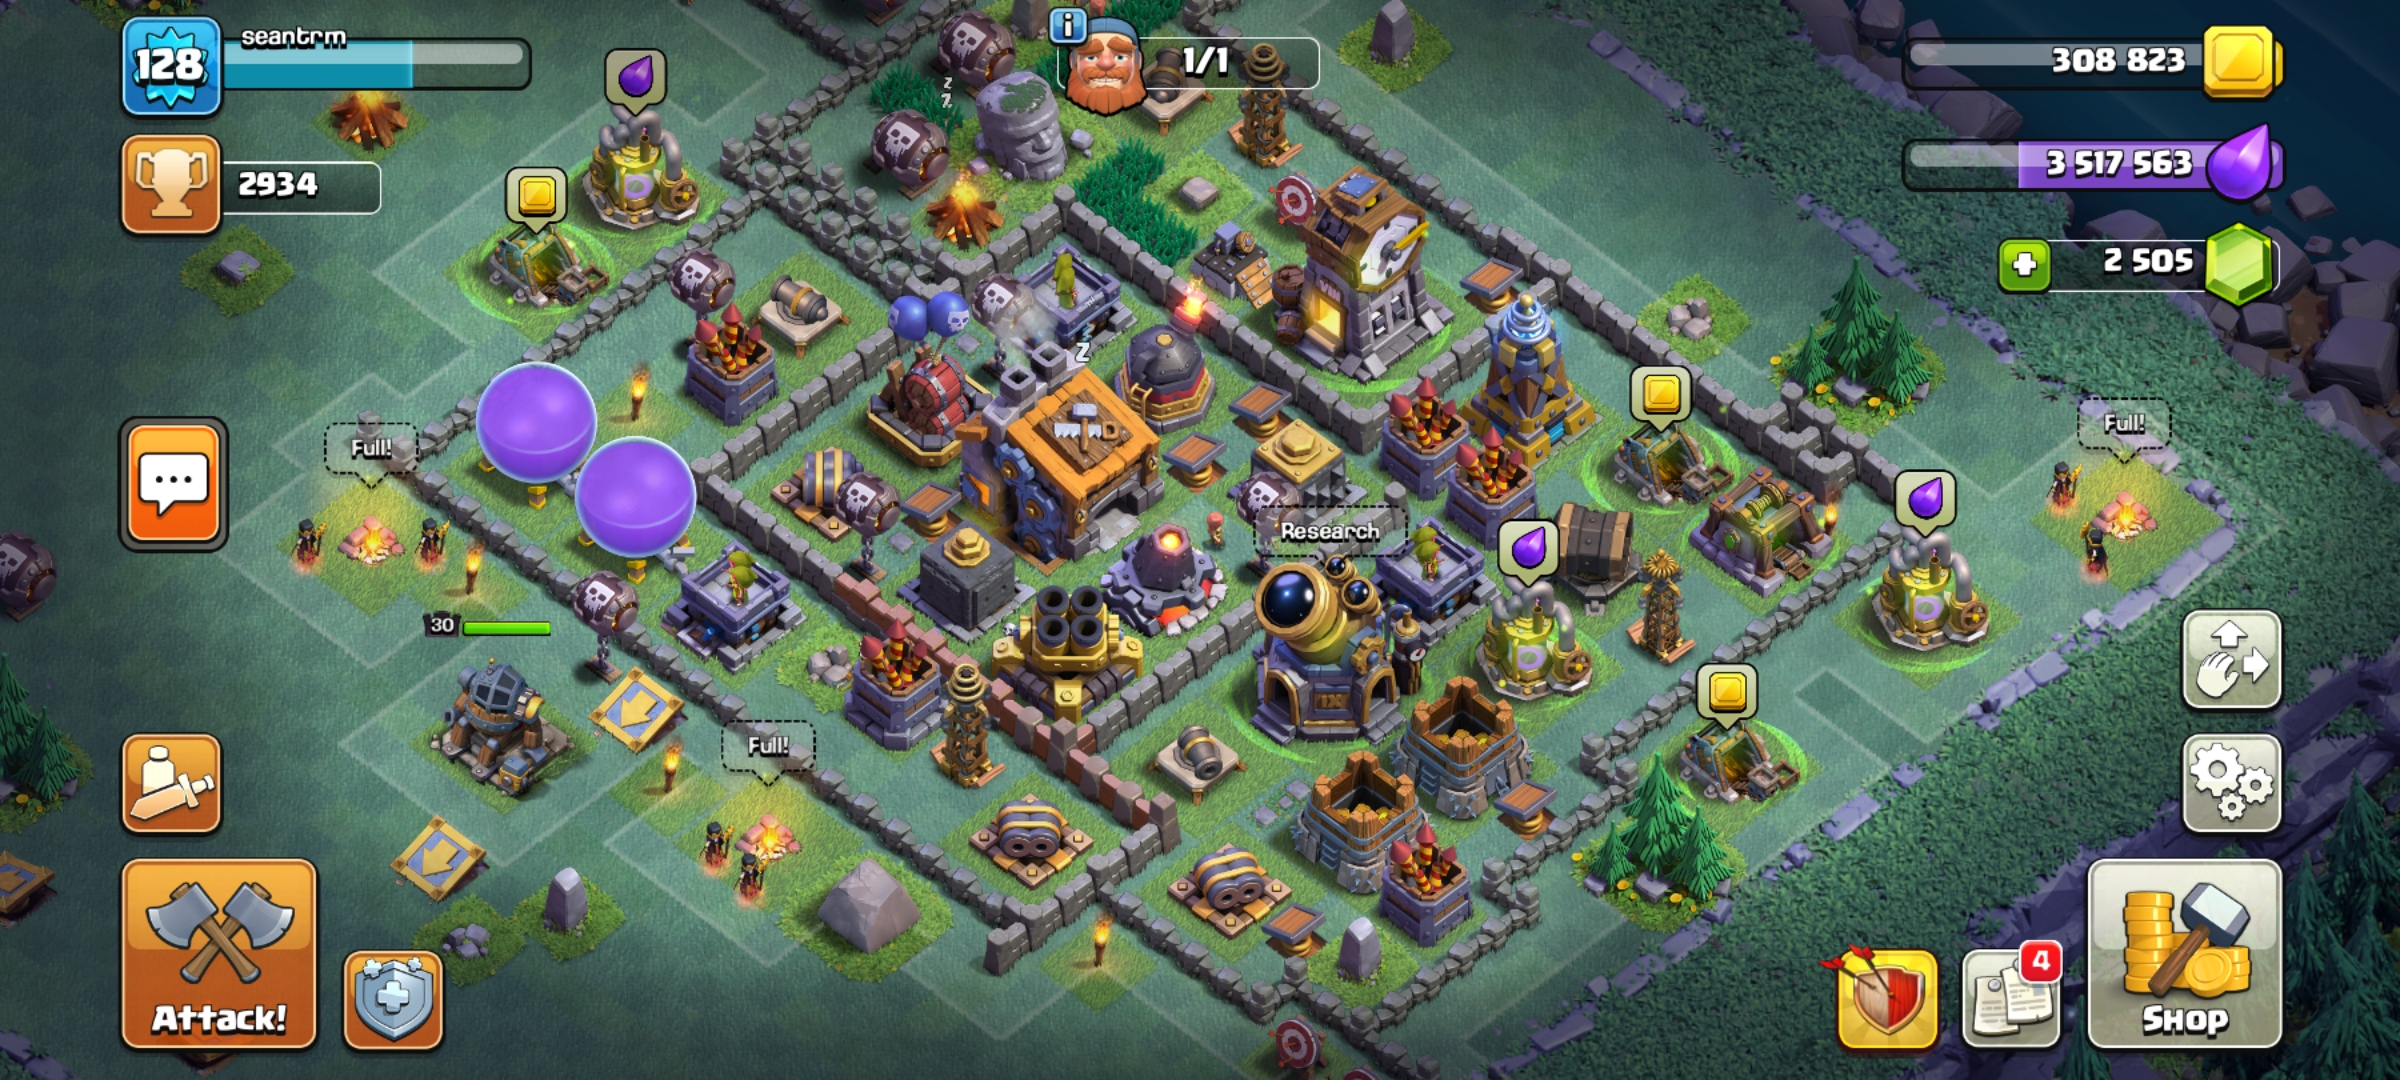 128
seantrm
1/1
308 823
2934
3 517 563
2 505
z
z
z
Full!
Full!
Research
30
Full!
IX
4
Attack!
Shop